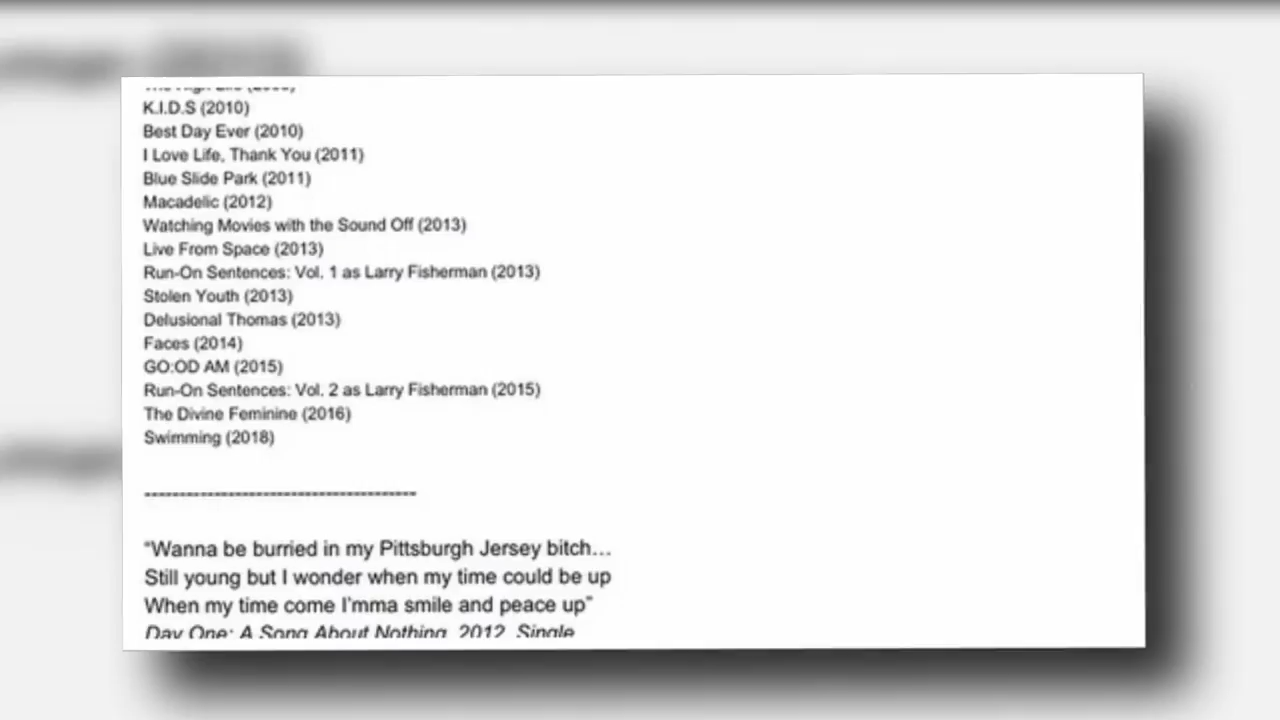 K.I.D.S (2010)
Best Day Ever (2010)
I Love Life, Thank You (2011)
Blue Slide Park (2011)
Macadelic (2012)
Watching Movies with the Sound Off (2013)
Live From Space (2013)
Run-On Sentences: Vol. 1 as Larry Fisherman (2013)
Stolen Youth (2013)
Delusional Thomas (2013)
Faces (2014)
GO:OD AM (2015)
Run-On Sentences: Vol. 2 as Larry Fisherman (2015)
The Divine Feminine (2016)
Swimming (2018)
---------------------------------------
“Wanna be burried in my Pittsburgh Jersey bitch…
Still young but I wonder when my time could be up
When my time come I'mma smile and peace up”
Day One: A Song About Nothing, 2012, Single